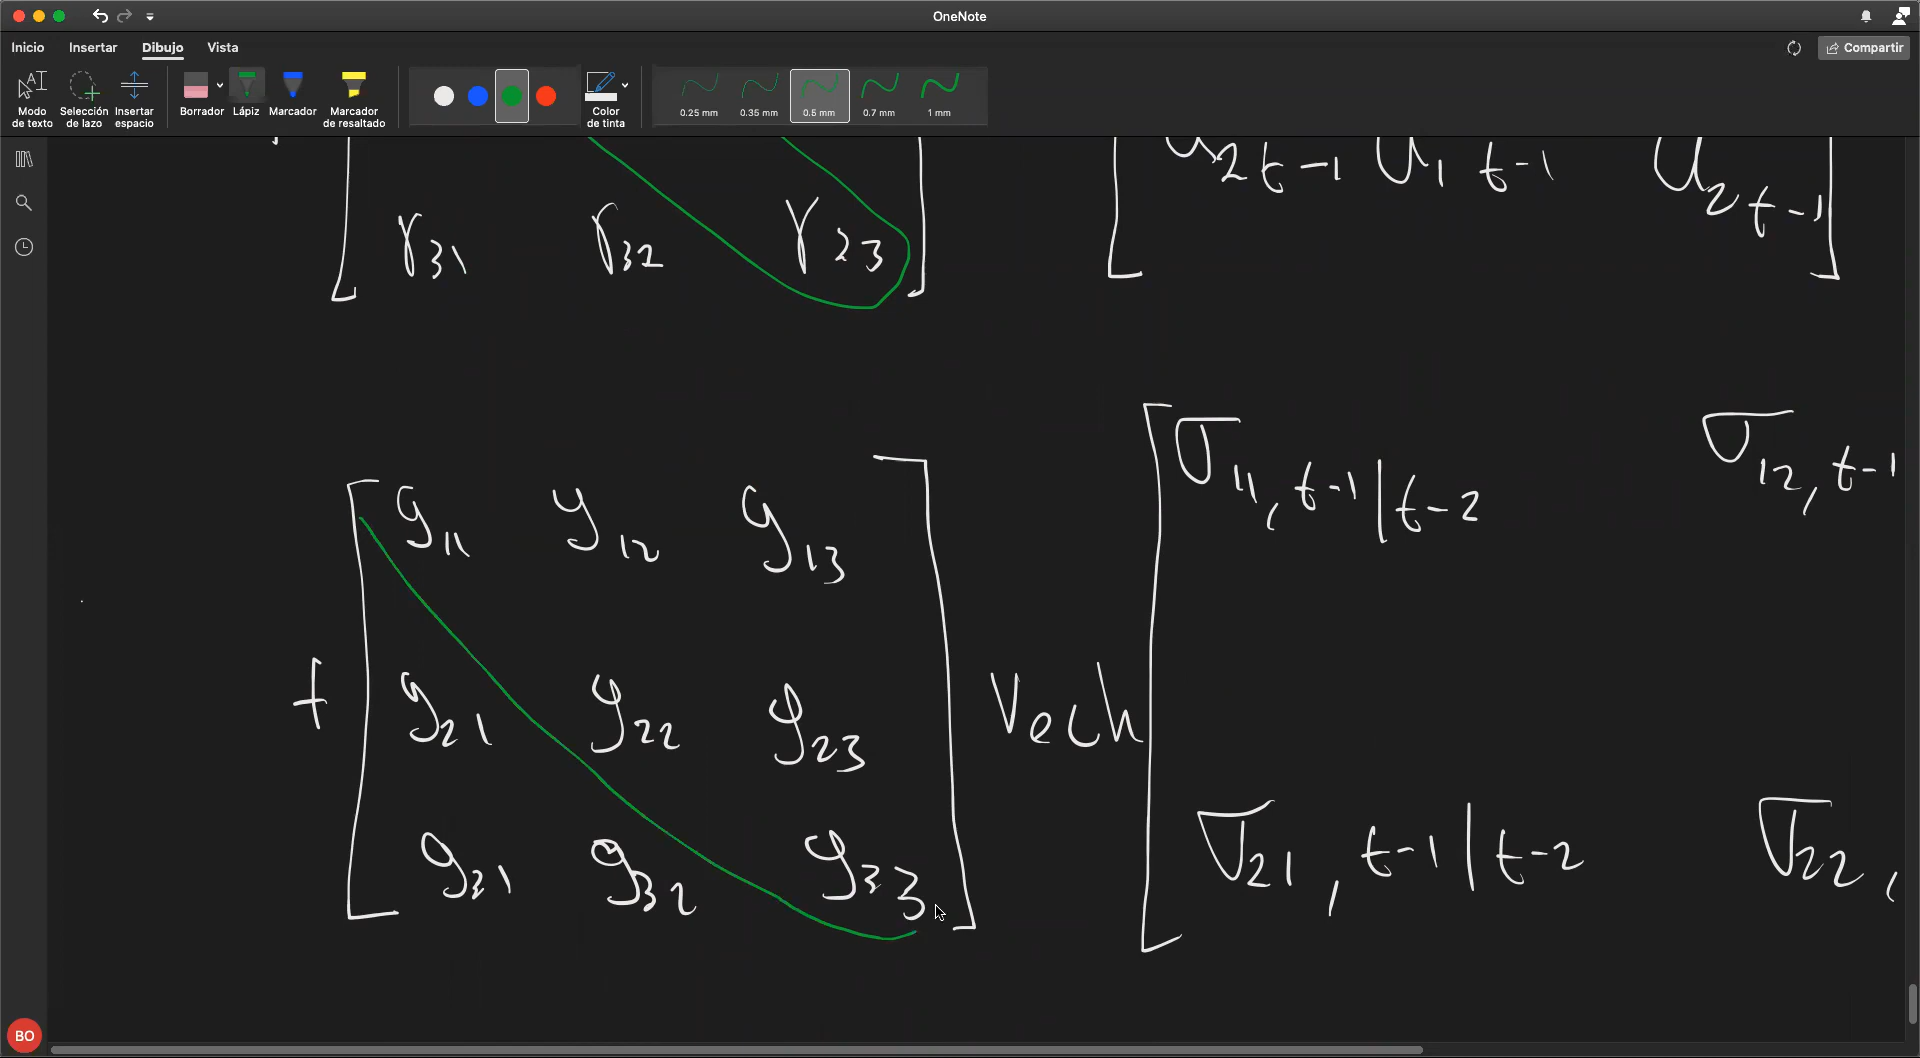 OneNote
Inicio Insertar Dibujo Vista Compartir
Modo de texto
Selección de lazo
Insertar espacio
Borrador
Lápiz
Marcador
Marcador de resaltado
Color de tinta
0.25 mm 0.35 mm 0.5 mm 0.7 mm 1 mm
2t-1 u₁ t-1 u₂ t-1
γ₃₁ γ₃₂ γ₂₃
σ₁₁, t-1|t-2 σ₁₂, t-1
g₁₁ g₁₂ g₁₃
+ g₂₁ g₂₂ g₂₃ Vech
g₃₁ g₃₂ g₃₃
σ₂₁, t-1|t-2 σ₂₂,
BO